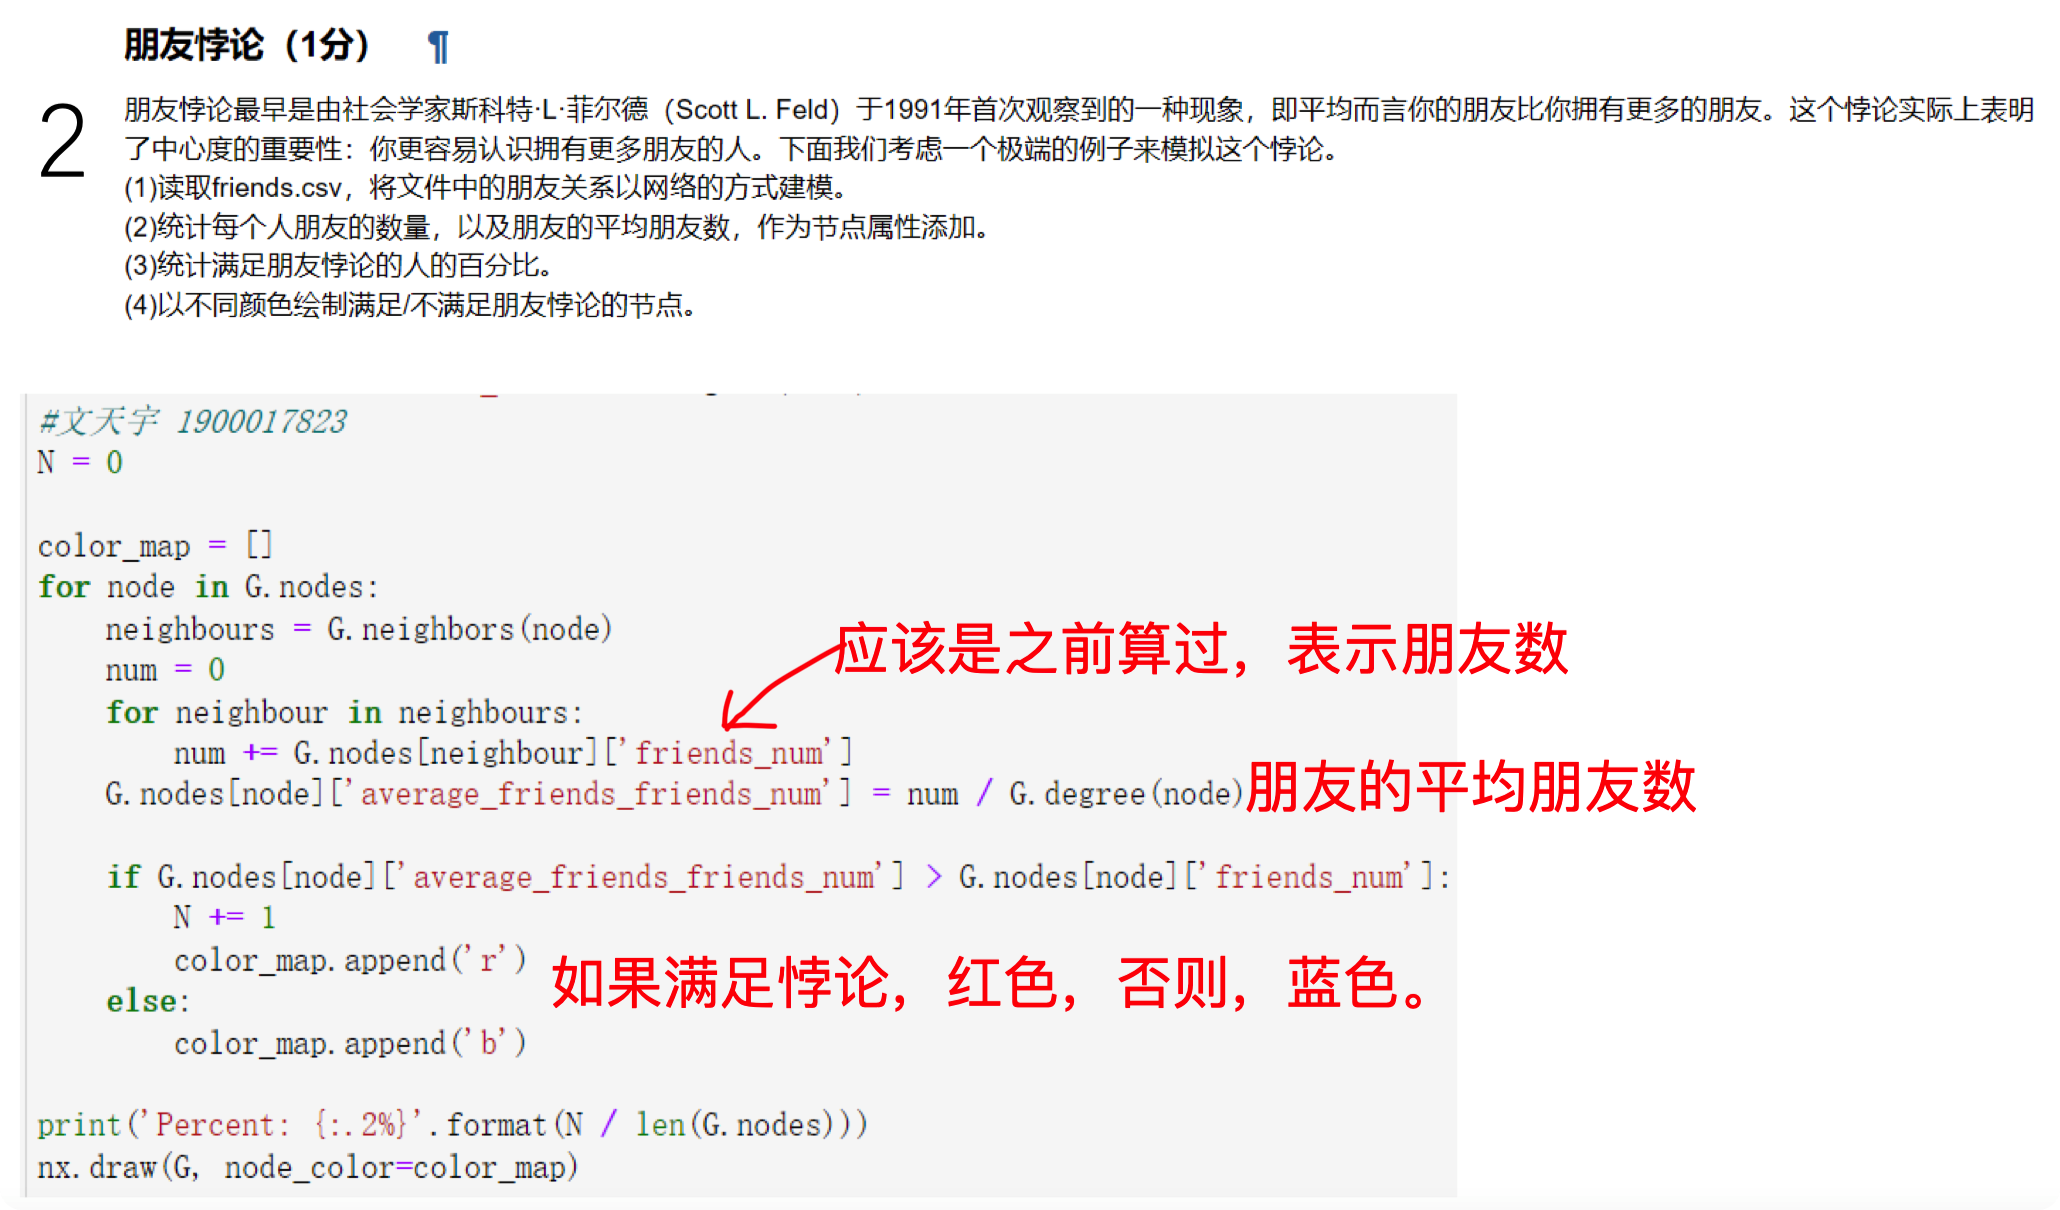 朋友悖论（1分） ¶
2
朋友悖论最早是由社会学家斯科特·L·菲尔德（Scott L. Feld）于1991年首次观察到的一种现象，即平均而言你的朋友比你拥有更多的朋友。这个悖论实际上表明
了中心度的重要性：你更容易认识拥有更多朋友的人。下面我们考虑一个极端的例子来模拟这个悖论。
(1)读取friends.csv，将文件中的朋友关系以网络的方式建模。
(2)统计每个人朋友的数量，以及朋友的平均朋友数，作为节点属性添加。
(3)统计满足朋友悖论的人的百分比。
(4)以不同颜色绘制满足/不满足朋友悖论的节点。
#文天宇 1900017823
N = 0
color_map = []
for node in G.nodes:
neighbours = G.neighbors(node)
应该是之前算过，表示朋友数
num = 0
for neighbour in neighbours:
num += G.nodes[neighbour]['friends_num']
G.nodes[node]['average_friends_friends_num'] = num / G.degree(node)
朋友的平均朋友数
if G.nodes[node]['average_friends_friends_num'] > G.nodes[node]['friends_num']:
N += 1
color_map.append('r')
如果满足悖论，红色，否则，蓝色。
else:
color_map.append('b')
print('Percent: {:.2%}'.format(N / len(G.nodes)))
nx.draw(G, node_color=color_map)